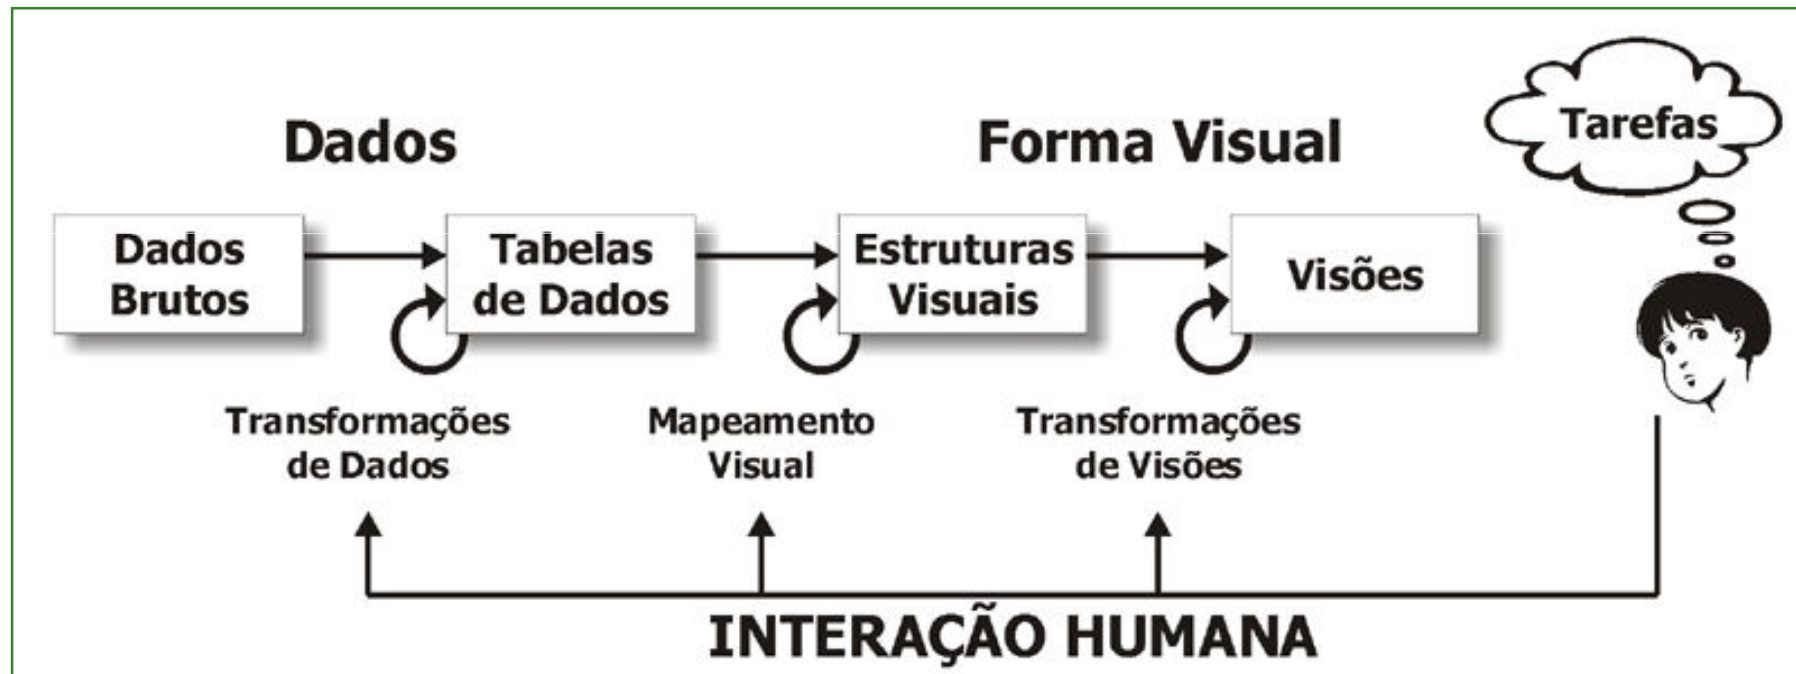 Tarefas
Dados
Forma Visual
Dados
Brutos
Tabelas
de Dados
Estruturas
Visuais
Visões
Transformações
de Dados
Mapeamento
Visual
Transformações
de Visões
INTERAÇÃO HUMANA